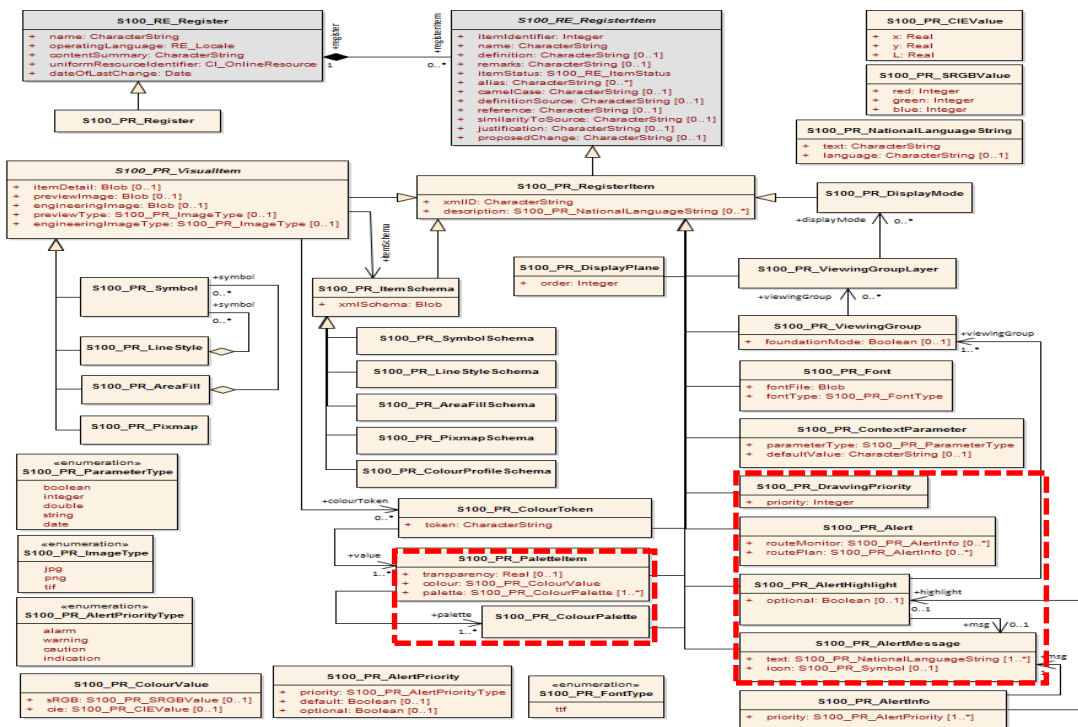 S100_RE_Register
+ name: CharacterString
+ operatingLanguage: RE_Locale
+ contentSummary: CharacterString
+ uniformResourceIdentifier: CI_OnlineResource
+ dateOfLastChange: Date
+register
1
+registerItem
0..*
S100_RE_RegisterItem
+ itemIdentifier: Integer
+ name: CharacterString
+ definition: CharacterString [0..1]
+ remarks: CharacterString [0..1]
+ itemStatus: S100_RE_ItemStatus
+ alias: CharacterString [0..*]
+ camelCase: CharacterString [0..1]
+ definitionSource: CharacterString [0..1]
+ reference: CharacterString [0..1]
+ similarityToSource: CharacterString [0..1]
+ justification: CharacterString [0..1]
+ proposedChange: CharacterString [0..1]
S100_PR_CIEValue
+ x: Real
+ y: Real
+ L: Real
S100_PR_SRGBValue
+ red: Integer
+ green: Integer
+ blue: Integer
S100_PR_NationalLanguageString
+ text: CharacterString
+ language: CharacterString [0..1]
S100_PR_Register
S100_PR_VisualItem
+ itemDetail: Blob [0..1]
+ previewImage: Blob [0..1]
+ engineeringImage: Blob [0..1]
+ previewType: S100_PR_ImageType [0..1]
+ engineeringImageType: S100_PR_ImageType [0..1]
S100_PR_RegisterItem
+ xmlID: CharacterString
+ description: S100_PR_NationalLanguageString [0..*]
S100_PR_DisplayMode
+displayMode
0..*
+itemSchema
S100_PR_DisplayPlane
+ order: Integer
S100_PR_ViewingGroupLayer
+viewingGroup
0..*
S100_PR_Symbol
+symbol
0..*
+symbol
0..*
S100_PR_ItemSchema
+ xmlSchema: Blob
S100_PR_ViewingGroup
+ foundationMode: Boolean [0..1]
+viewingGroup
1..*
S100_PR_LineStyle
S100_PR_AreaFill
S100_PR_Pixmap
S100_PR_SymbolSchema
S100_PR_LineStyleSchema
S100_PR_AreaFillSchema
S100_PR_PixmapSchema
S100_PR_ColourProfileSchema
S100_PR_Font
+ fontFile: Blob
+ fontType: S100_PR_FontType
S100_PR_ContextParameter
+ parameterType: S100_PR_ParameterType
+ defaultValue: CharacterString [0..1]
«enumeration»
S100_PR_ParameterType
boolean
integer
double
string
date
S100_PR_DrawingPriority
+ priority: Integer
+colourToken
0..*
S100_PR_ColourToken
+ token: CharacterString
S100_PR_Alert
+ routeMonitor: S100_PR_AlertInfo [0..*]
+ routePlan: S100_PR_AlertInfo [0..*]
«enumeration»
S100_PR_ImageType
jpg
png
tif
+value
1..*
S100_PR_PaletteItem
+ transparency: Real [0..1]
+ colour: S100_PR_ColourValue
+ palette: S100_PR_ColourPalette [1..*]
S100_PR_AlertHighlight
+ optional: Boolean [0..1]
+highlight
0..1
+msg
0..1
«enumeration»
S100_PR_AlertPriorityType
alarm
warning
caution
indication
+palette
1..*
S100_PR_ColourPalette
S100_PR_AlertMessage
+ text: S100_PR_NationalLanguageString [1..*]
+ icon: S100_PR_Symbol [0..1]
+msg
1..*
S100_PR_ColourValue
+ sRGB: S100_PR_SRGBValue [0..1]
+ cie: S100_PR_CIEValue [0..1]
S100_PR_AlertPriority
+ priority: S100_PR_AlertPriorityType
+ default: Boolean [0..1]
+ optional: Boolean [0..1]
«enumeration»
S100_PR_FontType
ttf
S100_PR_AlertInfo
+ priority: S100_PR_AlertPriority [1..*]